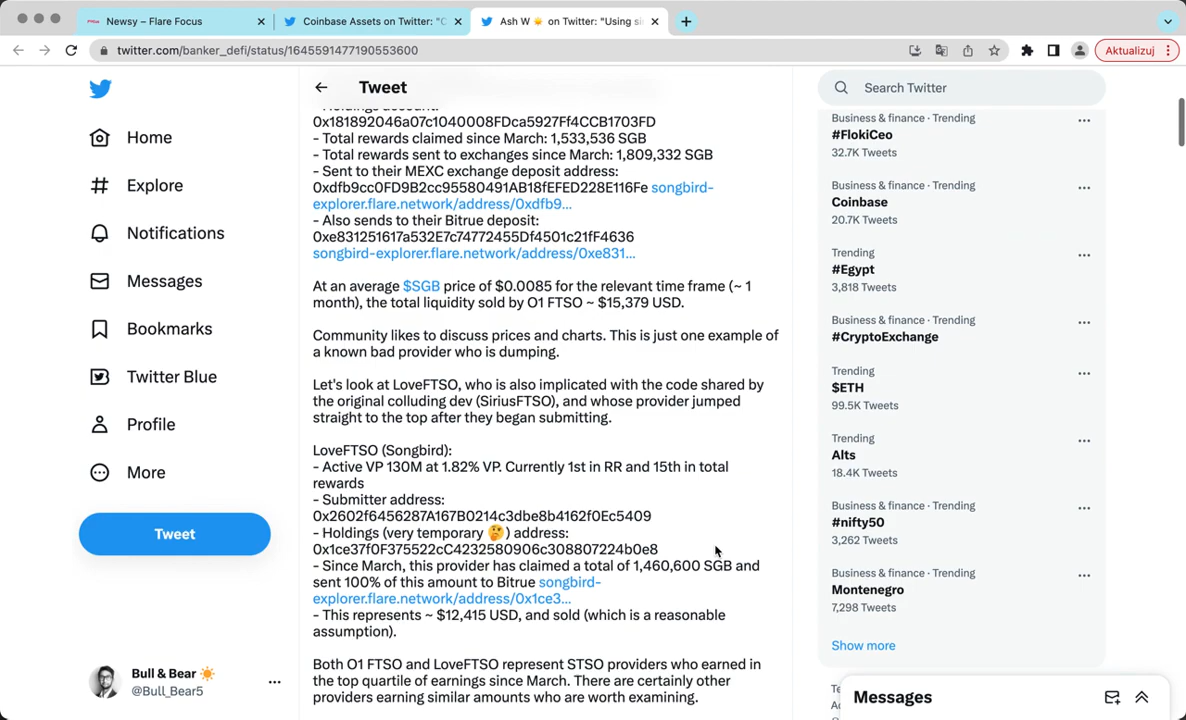 Newsy – Flare Focus
Coinbase Assets on Twitter: "C
Ash W ☀️ on Twitter: "Using si
twitter.com/banker_defi/status/1645591477190553600
Aktualizuj
Home
Explore
Notifications
Messages
Bookmarks
Twitter Blue
Profile
More
Tweet
Bull & Bear ☀️
@Bull_Bear5
Tweet
0x181892046a07c1040008FDca5927Ff4CCB1703FD
- Total rewards claimed since March: 1,533,536 SGB
- Total rewards sent to exchanges since March: 1,809,332 SGB
- Sent to their MEXC exchange deposit address:
0xdfb9cc0FD9B2cc95580491AB18fEFED228E116Fe songbird-
explorer.flare.network/address/0xdfb9...
- Also sends to their Bitrue deposit:
0xe831251617a532E7c74772455Df4501c21fF4636
songbird-explorer.flare.network/address/0xe831...
At an average $SGB price of $0.0085 for the relevant time frame (~ 1
month), the total liquidity sold by O1 FTSO ~ $15,379 USD.
Community likes to discuss prices and charts. This is just one example of
a known bad provider who is dumping.
Let's look at LoveFTSO, who is also implicated with the code shared by
the original colluding dev (SiriusFTSO), and whose provider jumped
straight to the top after they began submitting.
LoveFTSO (Songbird):
- Active VP 130M at 1.82% VP. Currently 1st in RR and 15th in total
rewards
- Submitter address:
0x2602f6456287A167B0214c3dbe8b4162f0Ec5409
- Holdings (very temporary 🤔) address:
0x1ce37f0F375522cC4232580906c308807224b0e8
- Since March, this provider has claimed a total of 1,460,600 SGB and
sent 100% of this amount to Bitrue songbird-
explorer.flare.network/address/0x1ce3...
- This represents ~ $12,415 USD, and sold (which is a reasonable
assumption).
Both O1 FTSO and LoveFTSO represent STSO providers who earned in
the top quartile of earnings since March. There are certainly other
providers earning similar amounts who are worth examining.
Search Twitter
Business & finance · Trending
#FlokiCeo
32.7K Tweets
Business & finance · Trending
Coinbase
20.7K Tweets
Trending
#Egypt
3,818 Tweets
Business & finance · Trending
#CryptoExchange
Trending
$ETH
99.5K Tweets
Trending
Alts
18.4K Tweets
Business & finance · Trending
#nifty50
3,262 Tweets
Business & finance · Trending
Montenegro
7,298 Tweets
Show more
Messages